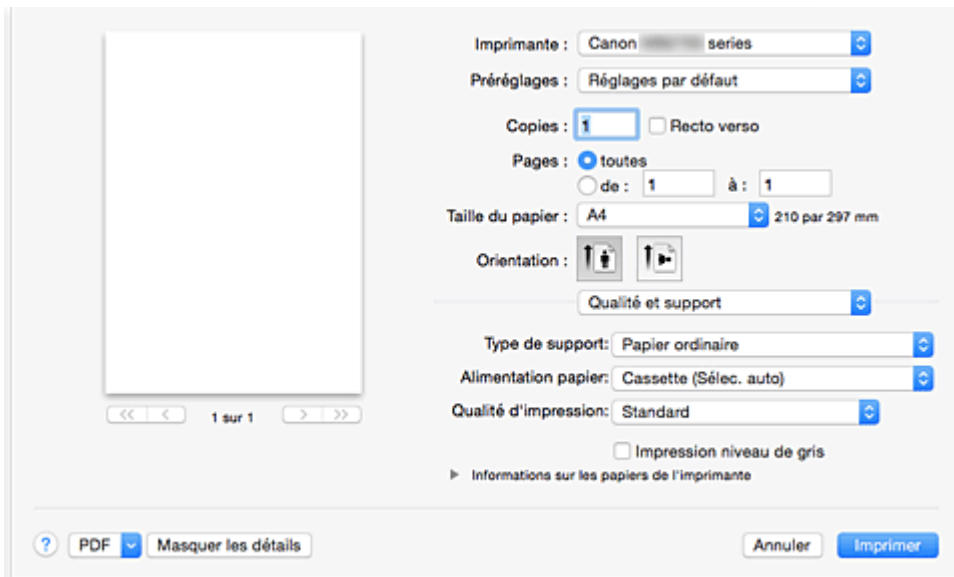 Imprimante : Canon series
Préréglages : Réglages par défaut
Copies : 1 Recto verso
Pages : toutes
de : 1 à : 1
Taille du papier : A4 210 par 297 mm
Orientation :
Qualité et support
Type de support: Papier ordinaire
Alimentation papier: Cassette (Sélec. auto)
1 sur 1
Qualité d'impression: Standard
Impression niveau de gris
Informations sur les papiers de l'imprimante
? PDF Masquer les détails Annuler Imprimer